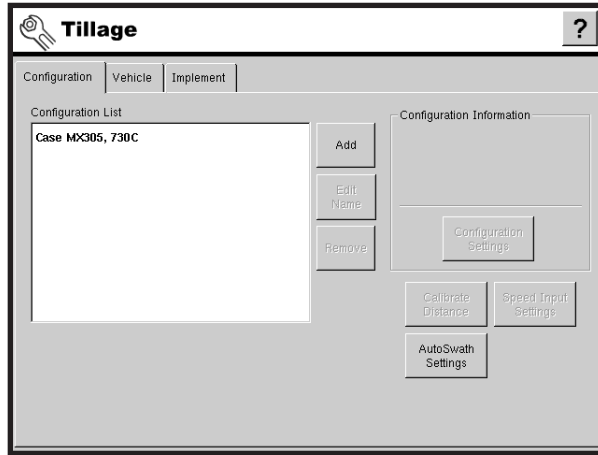 Tillage
?
Configuration
Vehicle
Implement
Configuration List
Case MX305, 730C
Add
Edit
Name
Remove
Configuration Information
Configuration
Settings
Calibrate
Distance
Speed Input
Settings
AutoSwath
Settings